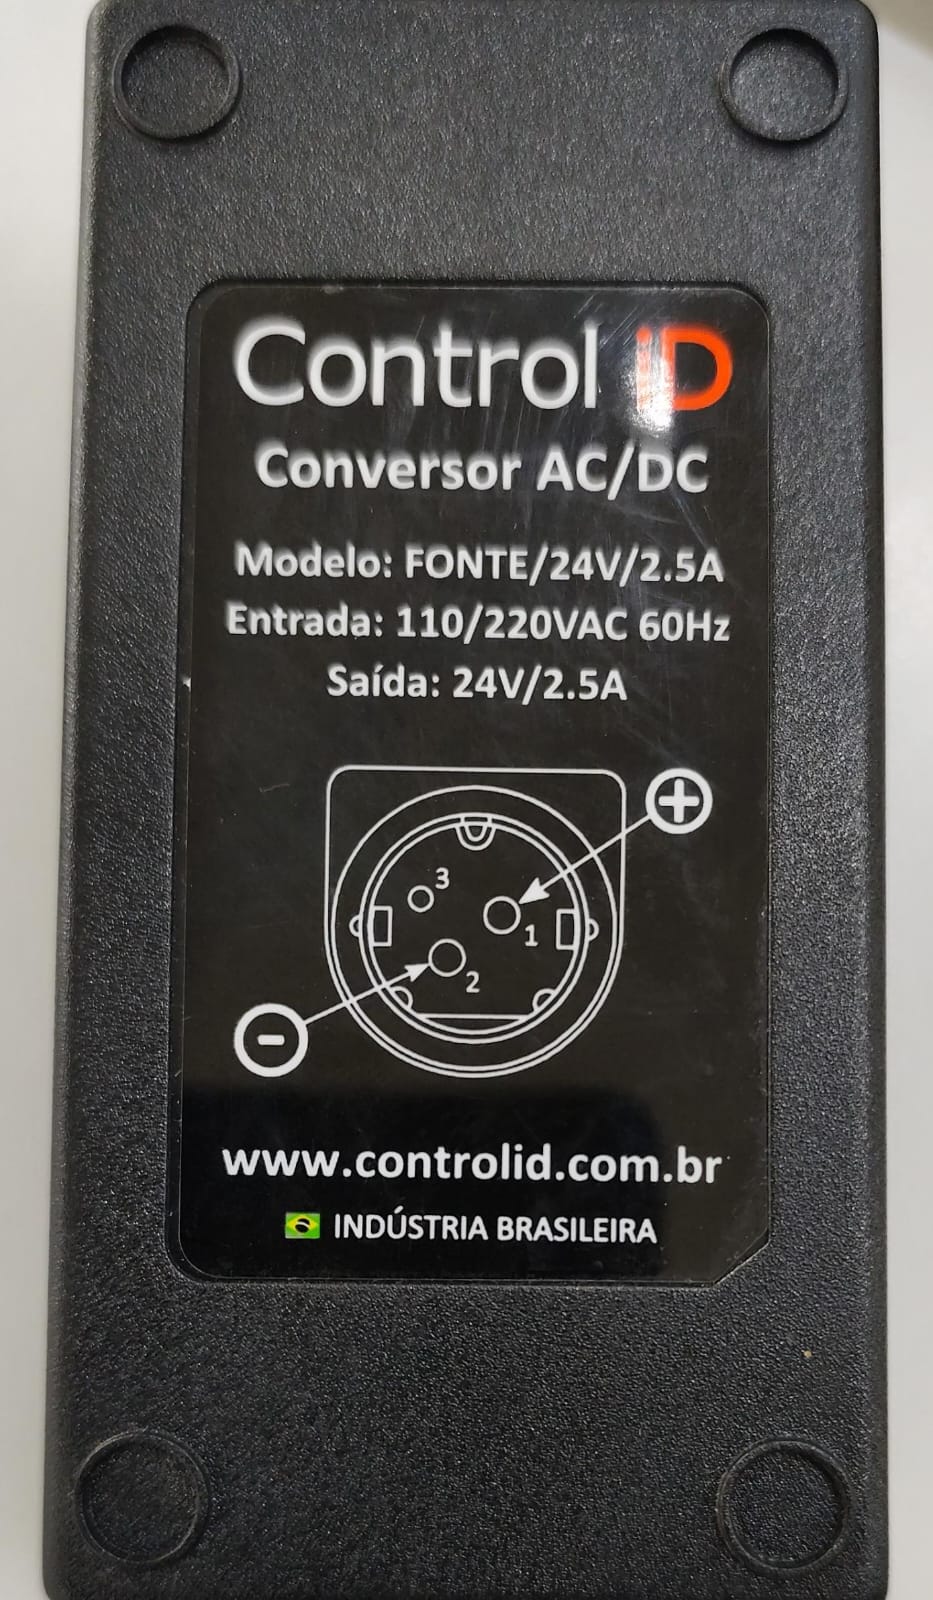 Control iD
Conversor AC/DC
Modelo: FONTE/24V/2.5A
Entrada: 110/220VAC 60Hz
Saída: 24V/2.5A
+
3
1
2
-
www.controlid.com.br
INDÚSTRIA BRASILEIRA